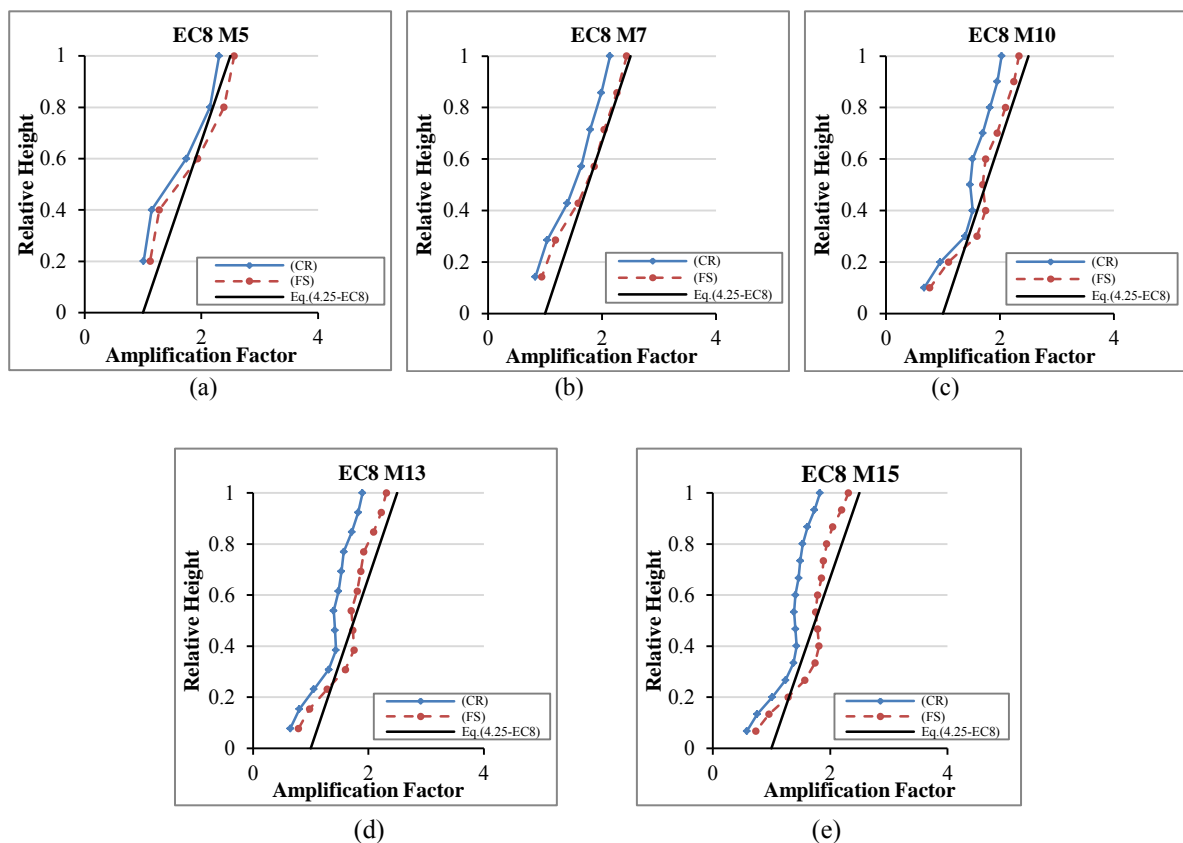 EC8 M5
1
0.8
0.6
0.4
0.2
0
0 2 4
Relative Height
Amplification Factor
(CR)
(FS)
Eq.(4.25-EC8)
(a)
EC8 M7
1
0.8
0.6
0.4
0.2
0
0 2 4
Relative Height
Amplification Factor
(CR)
(FS)
Eq.(4.25-EC8)
(b)
EC8 M10
1
0.8
0.6
0.4
0.2
0
0 2 4
Relative Height
Amplification Factor
(CR)
(FS)
Eq.(4.25-EC8)
(c)
EC8 M13
1
0.8
0.6
0.4
0.2
0
0 2 4
Relative Height
Amplification Factor
(CR)
(FS)
Eq.(4.25-EC8)
(d)
EC8 M15
1
0.8
0.6
0.4
0.2
0
0 2 4
Relative Height
Amplification Factor
(CR)
(FS)
Eq.(4.25-EC8)
(e)